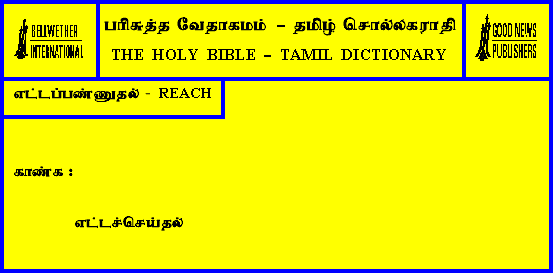 BELLWETHER
INTERNATIONAL
பரிசுத்த வேதாகமம் – தமிழ் சொல்லகராதி
THE HOLY BIBLE – TAMIL DICTIONARY
GOOD NEWS
PUBLISHERS
எட்டப்பண்ணுதல் - REACH
காண்க :
எட்டச்செய்தல்